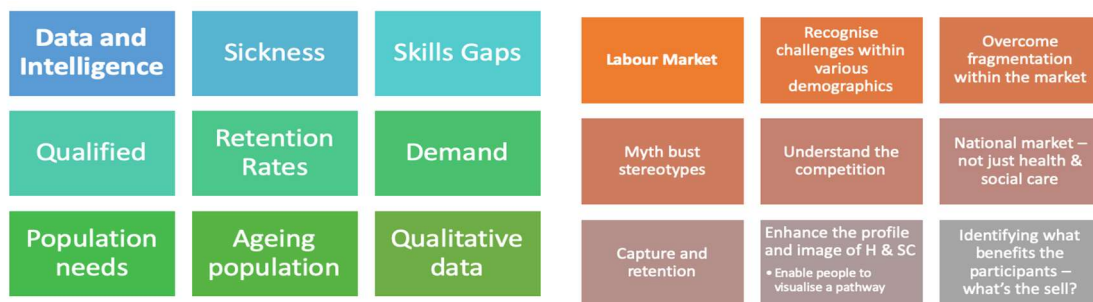 Data and
Intelligence
Sickness
Skills Gaps
Qualified
Retention
Rates
Demand
Population
needs
Ageing
population
Qualitative
data
Labour Market
Recognise
challenges within
various
demographics
Overcome
fragmentation
within the market
Myth bust
stereotypes
Understand the
competition
National market –
not just health &
social care
Capture and
retention
Enhance the profile
and image of H & SC
• Enable people to
visualise a pathway
Identifying what
benefits the
participants –
what's the sell?